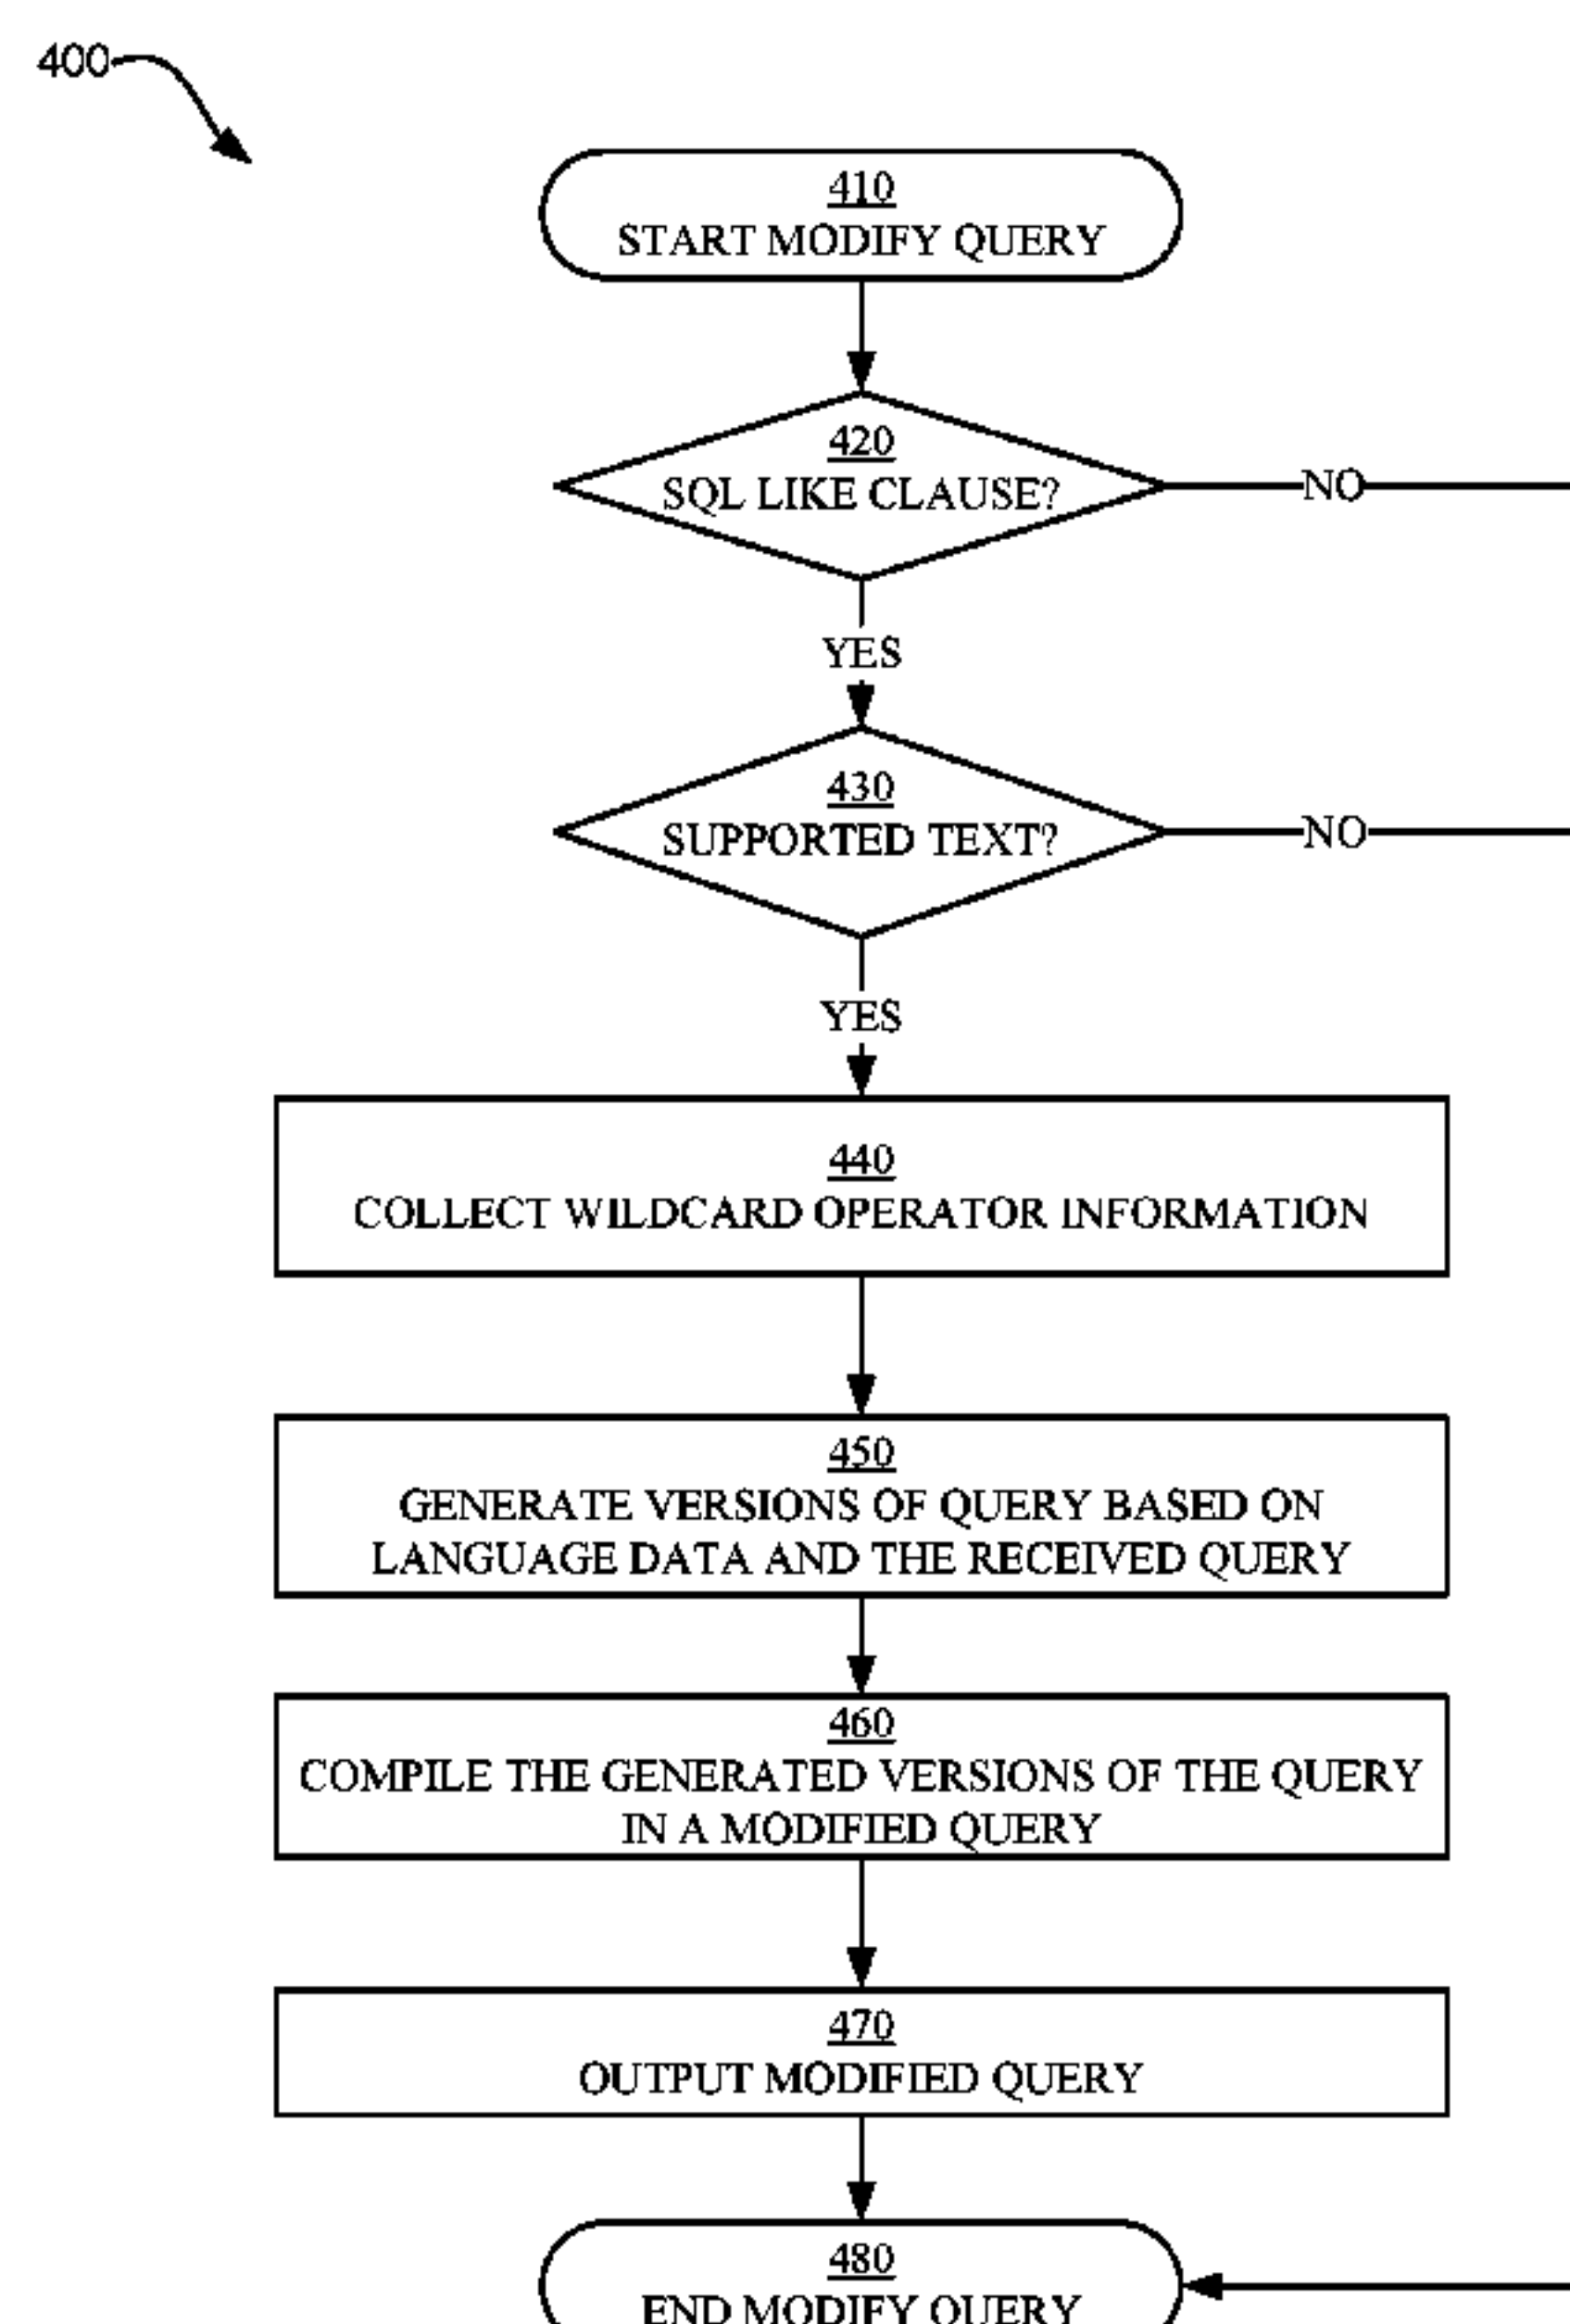 400
410
START MODIFY QUERY
420
SQL LIKE CLAUSE?
NO
YES
430
SUPPORTED TEXT?
NO
YES
440
COLLECT WILDCARD OPERATOR INFORMATION
450
GENERATE VERSIONS OF QUERY BASED ON
LANGUAGE DATA AND THE RECEIVED QUERY
460
COMPILE THE GENERATED VERSIONS OF THE QUERY
IN A MODIFIED QUERY
470
OUTPUT MODIFIED QUERY
480
END MODIFY QUERY